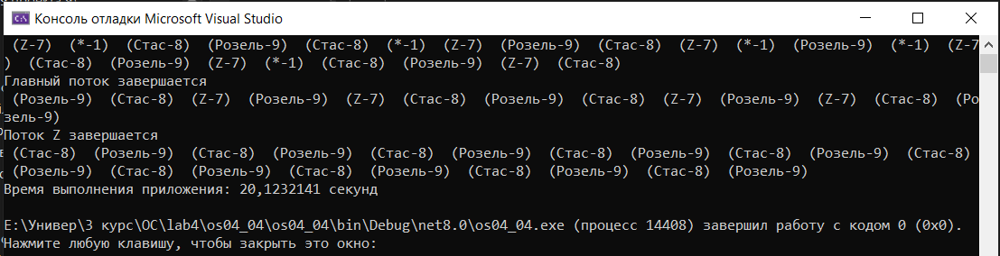 Консоль отладки Microsoft Visual Studio
(Z-7) (*-1) (Стас-8) (Розель-9) (Стас-8) (*-1) (Z-7) (Розель-9) (Стас-8) (Z-7) (*-1) (Розель-9) (*-1) (Z-7
) (Стас-8) (Розель-9) (Z-7) (*-1) (Стас-8) (Розель-9) (Z-7) (Стас-8)
Главный поток завершается
(Розель-9) (Стас-8) (Z-7) (Розель-9) (Z-7) (Стас-8) (Розель-9) (Стас-8) (Z-7) (Розель-9) (Z-7) (Стас-8) (Ро
зель-9)
Поток Z завершается
(Стас-8) (Розель-9) (Стас-8) (Розель-9) (Стас-8) (Розель-9) (Стас-8) (Розель-9) (Стас-8) (Розель-9) (Стас-8)
(Розель-9) (Стас-8) (Розель-9) (Стас-8) (Розель-9) (Стас-8) (Розель-9) (Стас-8) (Розель-9)
Время выполнения приложения: 20,1232141 секунд
E:\Универ\3 курс\ОС\lab4\os04_04\os04_04\bin\Debug\net8.0\os04_04.exe (процесс 14408) завершил работу с кодом 0 (0x0).
Нажмите любую клавишу, чтобы закрыть это окно: